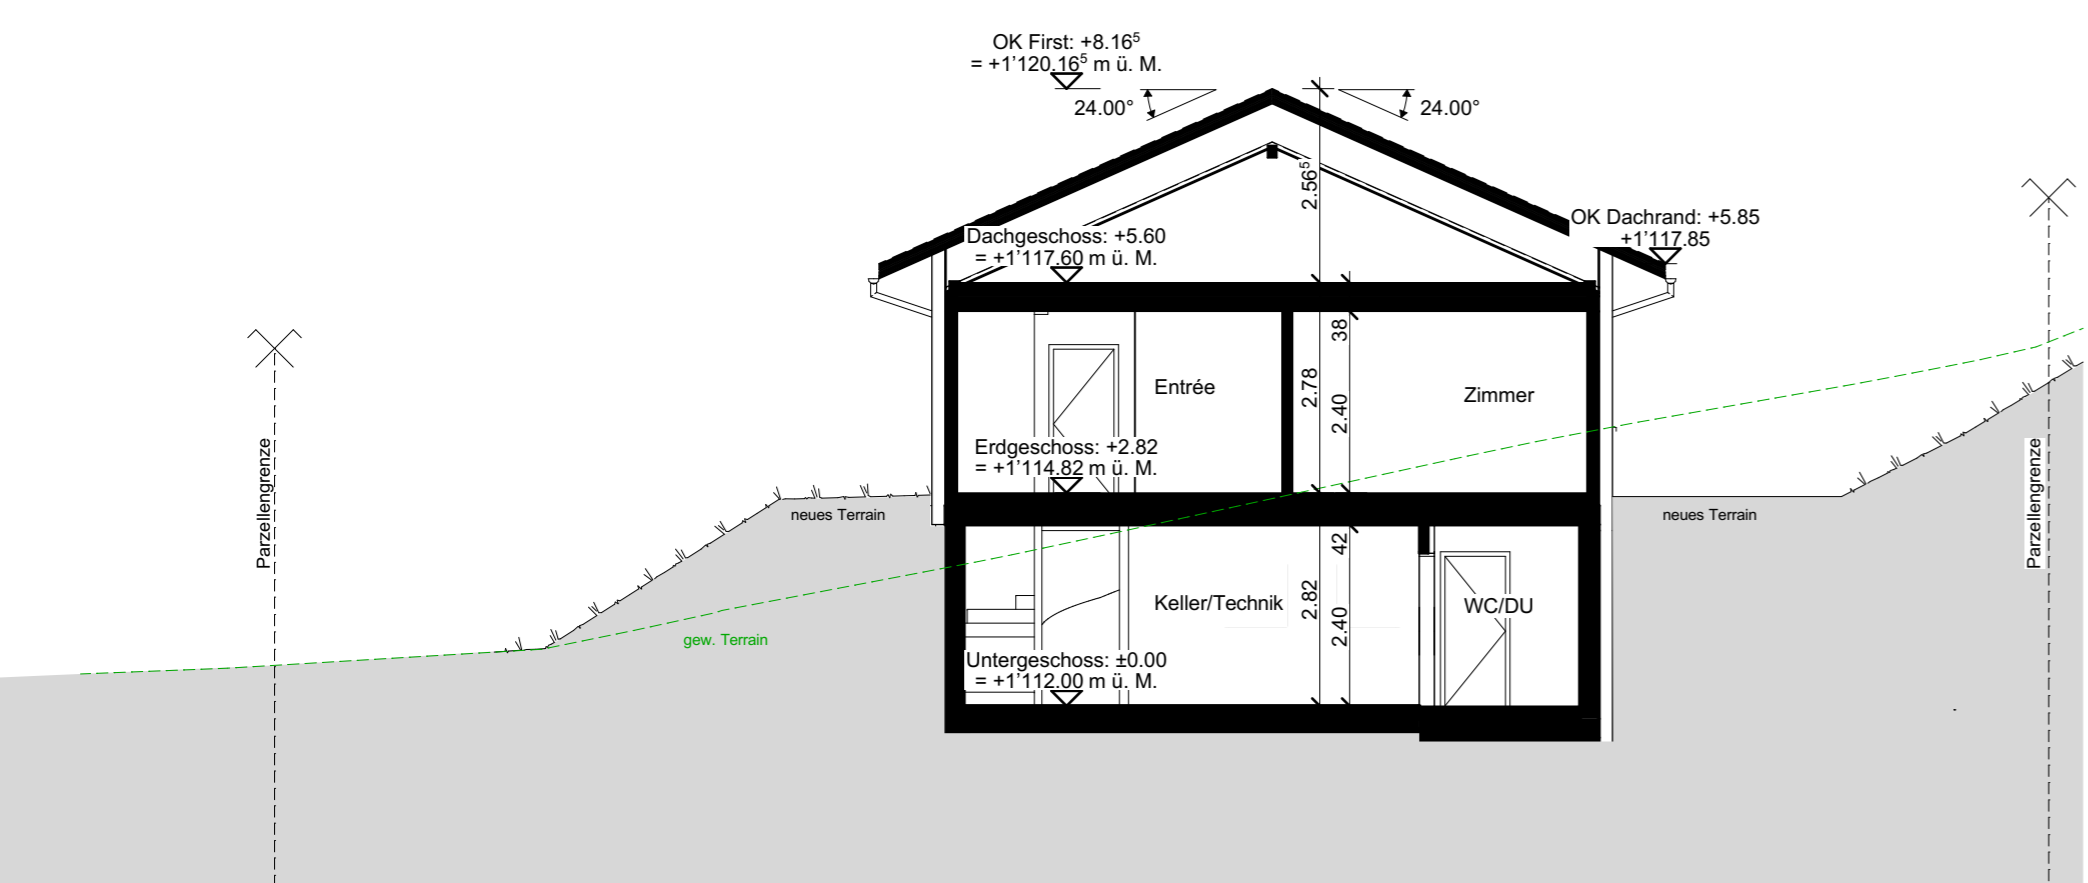 OK First: +8.16⁵
= +1'120.16⁵ m ü. M.
24.00°
24.00°
2.56⁵
OK Dachrand: +5.85
+1'117.85
Dachgeschoss: +5.60
= +1'117.60 m ü. M.
38
2.78
2.40
Entrée
Zimmer
Erdgeschoss: +2.82
= +1'114.82 m ü. M.
Parzellengrenze
Parzellengrenze
neues Terrain
neues Terrain
42
2.82
2.40
Keller/Technik
WC/DU
gew. Terrain
Untergeschoss: ±0.00
= +1'112.00 m ü. M.